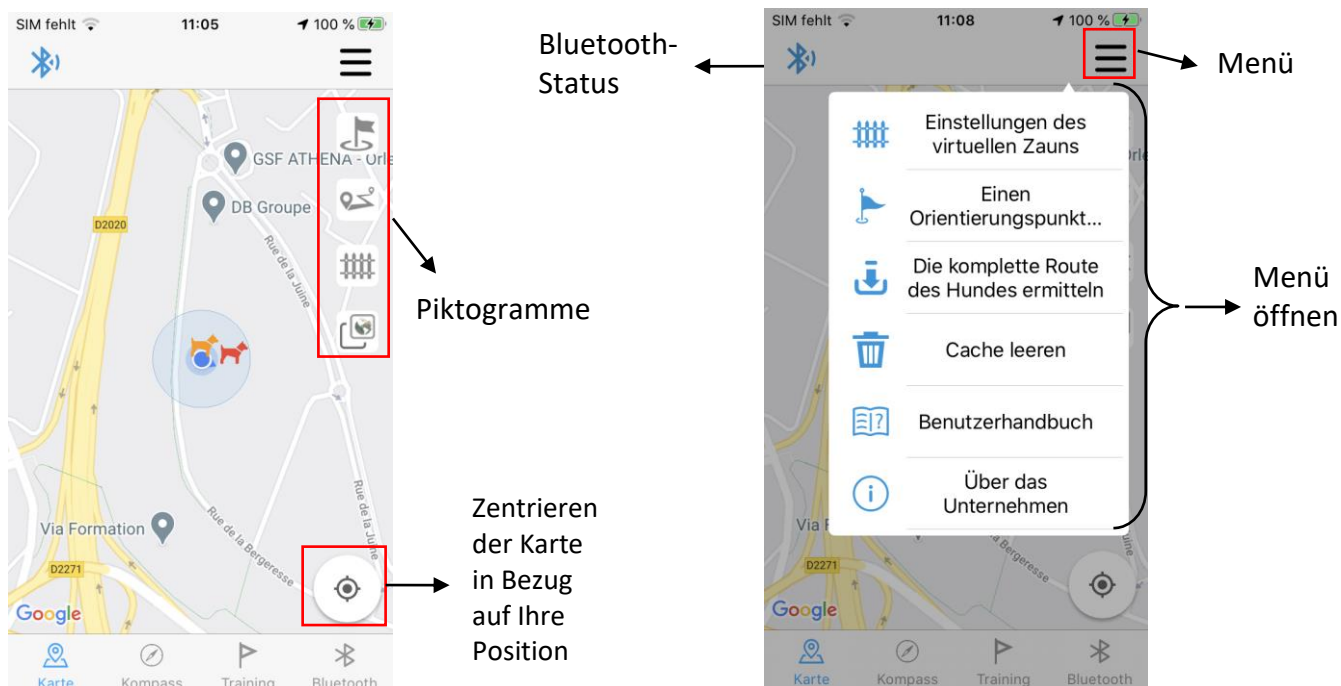 SIM fehlt 11:05 100 %
GSF ATHENA - Orle
DB Groupe
D2020
Rue de la Juine
Via Formation
Rue de la Bergeresse
Rue de la Juine
D2271
Google
Karte Kompass Training Bluetooth
Piktogramme
Zentrieren
der Karte
in Bezug
auf Ihre
Position
Bluetooth-
Status
SIM fehlt 11:08 100 %
Menü
Einstellungen des
virtuellen Zauns
Einen
Orientierungspunkt...
Die komplette Route
des Hundes ermitteln
Cache leeren
Benutzerhandbuch
Über das
Unternehmen
Menü
öffnen
Via
D2271
Bergeresse
Google
Karte Kompass Training Bluetooth